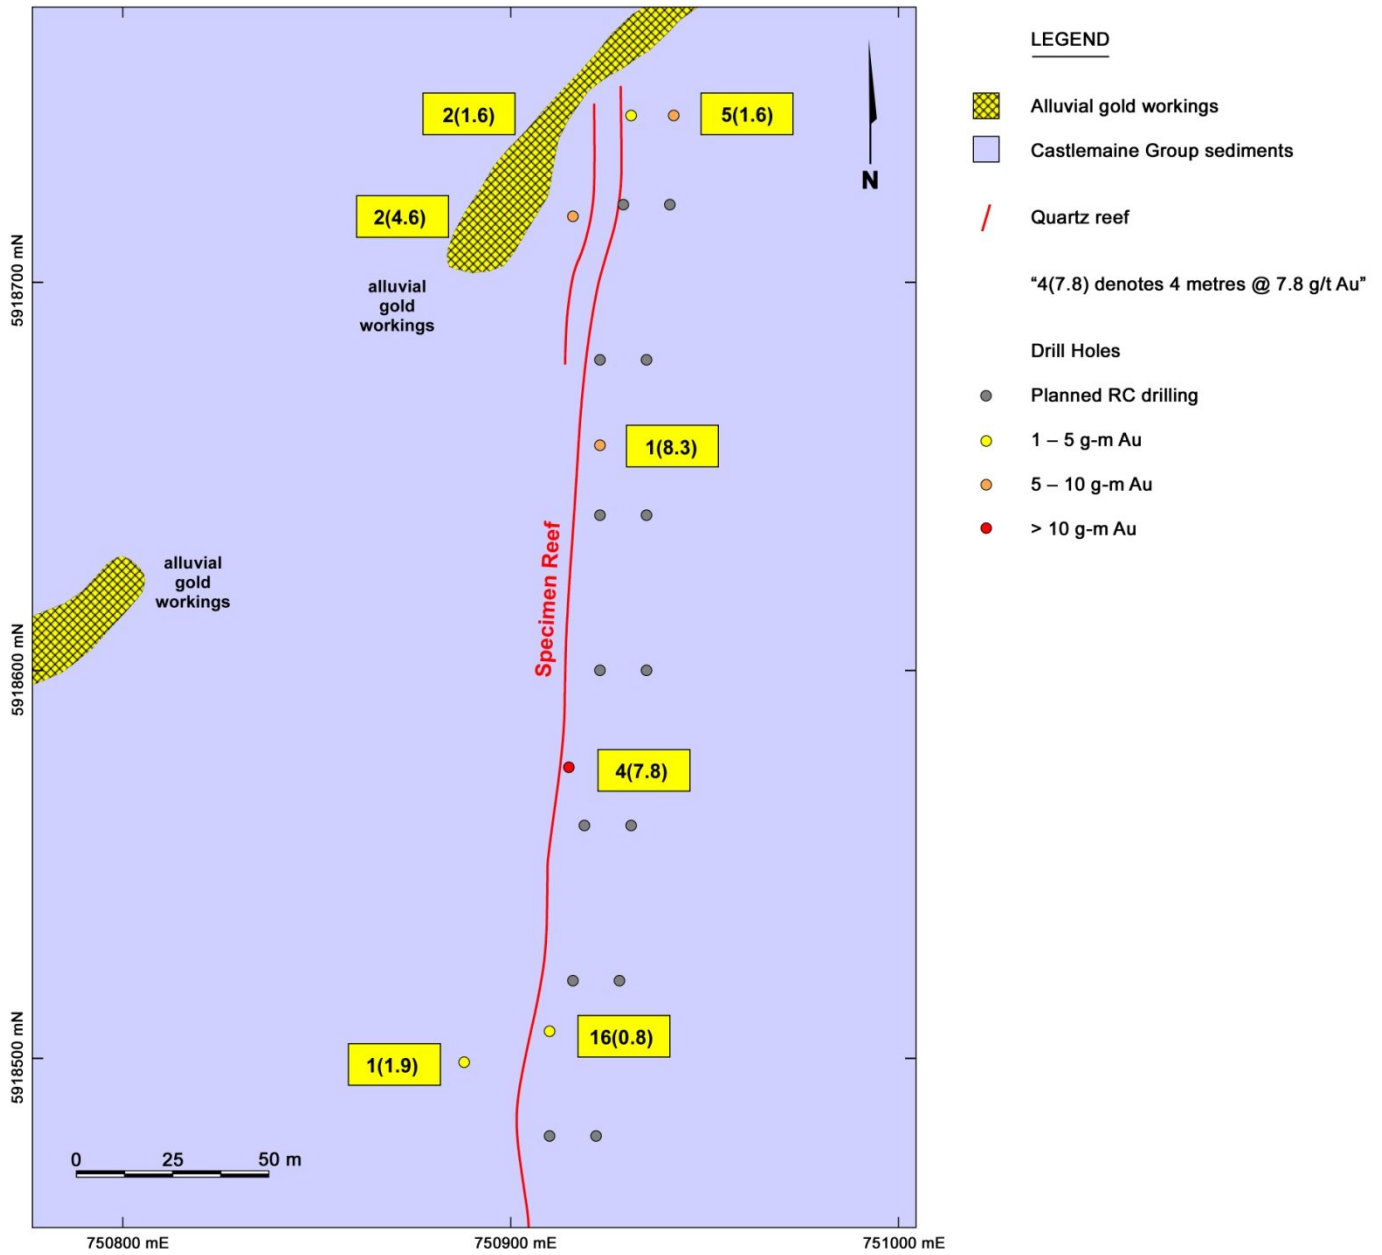 2(1.6)
5(1.6)
N
2(4.6)
alluvial
gold
workings
1(8.3)
Specimen Reef
alluvial
gold
workings
4(7.8)
16(0.8)
1(1.9)
0 25 50 m
5918700 mN
5918600 mN
5918500 mN
750800 mE
750900 mE
751000 mE
LEGEND
Alluvial gold workings
Castlemaine Group sediments
Quartz reef
“4(7.8) denotes 4 metres @ 7.8 g/t Au”
Drill Holes
Planned RC drilling
1 – 5 g-m Au
5 – 10 g-m Au
> 10 g-m Au